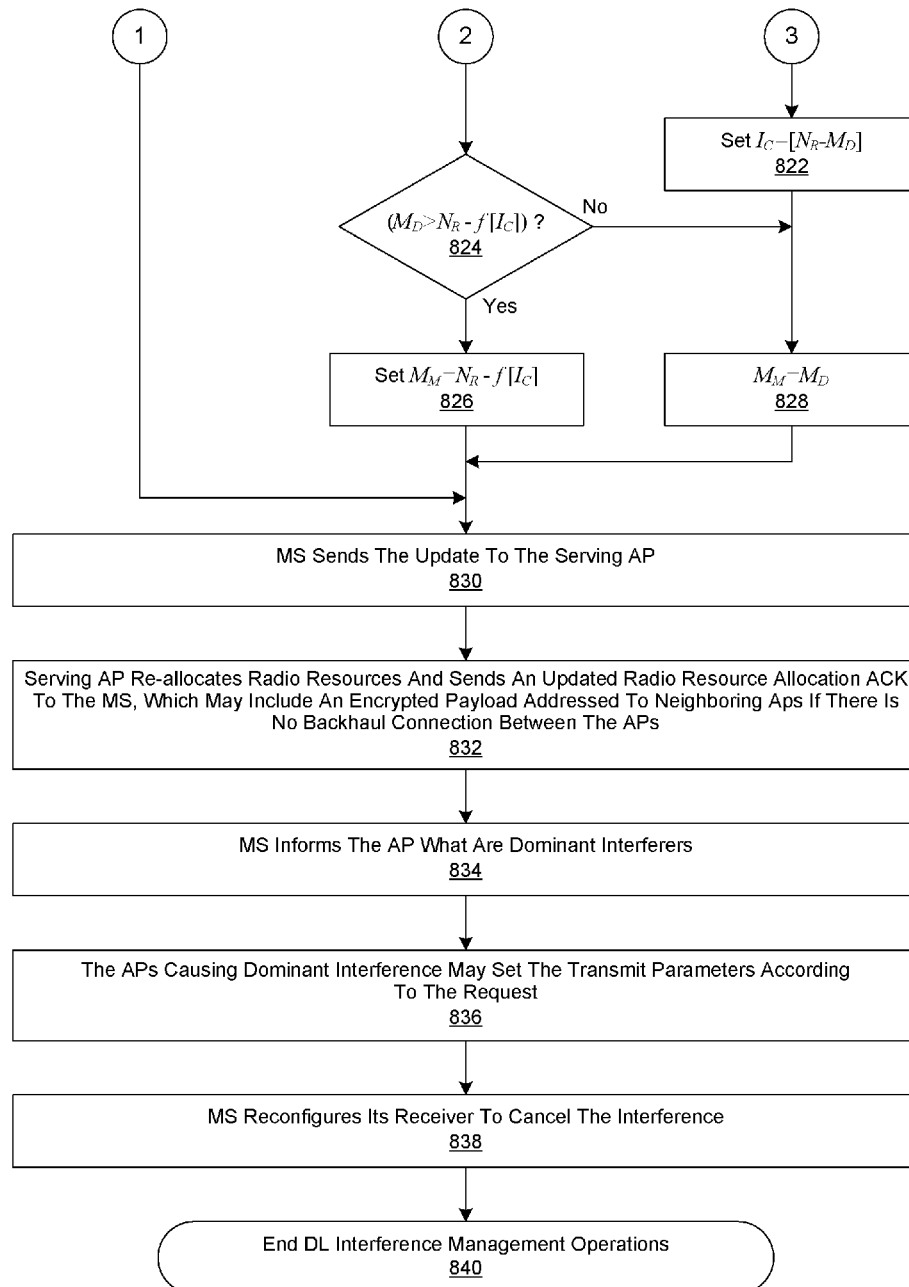 1
2
3
Set I_C–[N_R-M_D]
822
(M_D>N_R - f⌈I_C⌉) ?
824
No
Yes
Set M_M–N_R - f⌈I_C⌉
826
M_M–M_D
828
MS Sends The Update To The Serving AP
830
Serving AP Re-allocates Radio Resources And Sends An Updated Radio Resource Allocation ACK
To The MS, Which May Include An Encrypted Payload Addressed To Neighboring Aps If There Is
No Backhaul Connection Between The APs
832
MS Informs The AP What Are Dominant Interferers
834
The APs Causing Dominant Interference May Set The Transmit Parameters According
To The Request
836
MS Reconfigures Its Receiver To Cancel The Interference
838
End DL Interference Management Operations
840